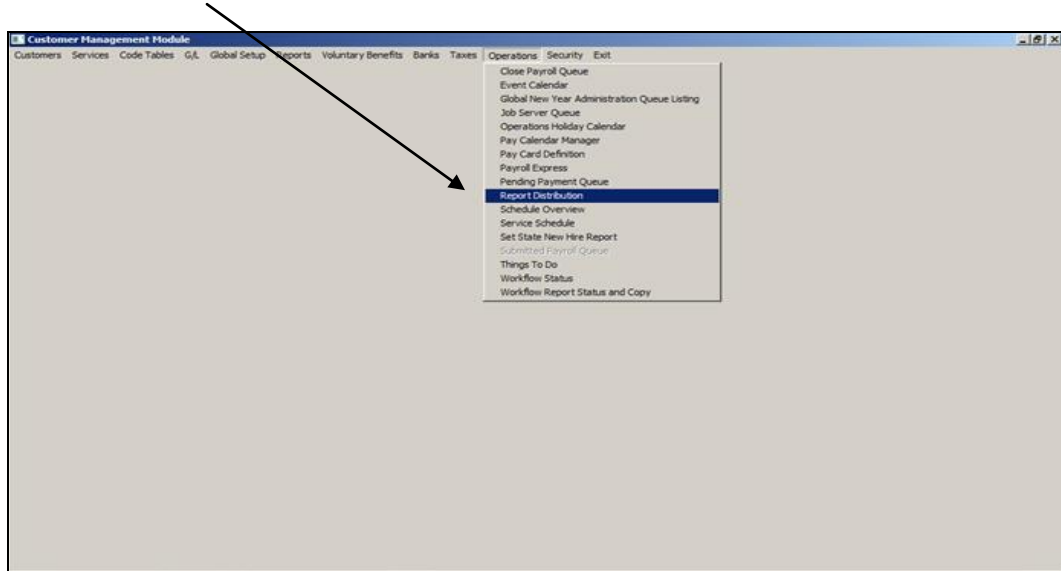 Customer Management Module
Customers Services Code Tables G/L Global Setup Reports Voluntary Benefits Banks Taxes Operations Security Exit
Close Payroll Queue
Event Calendar
Global New Year Administration Queue Listing
Job Server Queue
Operations Holiday Calendar
Pay Calendar Manager
Pay Card Definition
Payroll Express
Pending Payment Queue
Report Distribution
Schedule Overview
Service Schedule
Set State New Hire Report
Submitted Payroll Queue
Things To Do
Workflow Status
Workflow Report Status and Copy